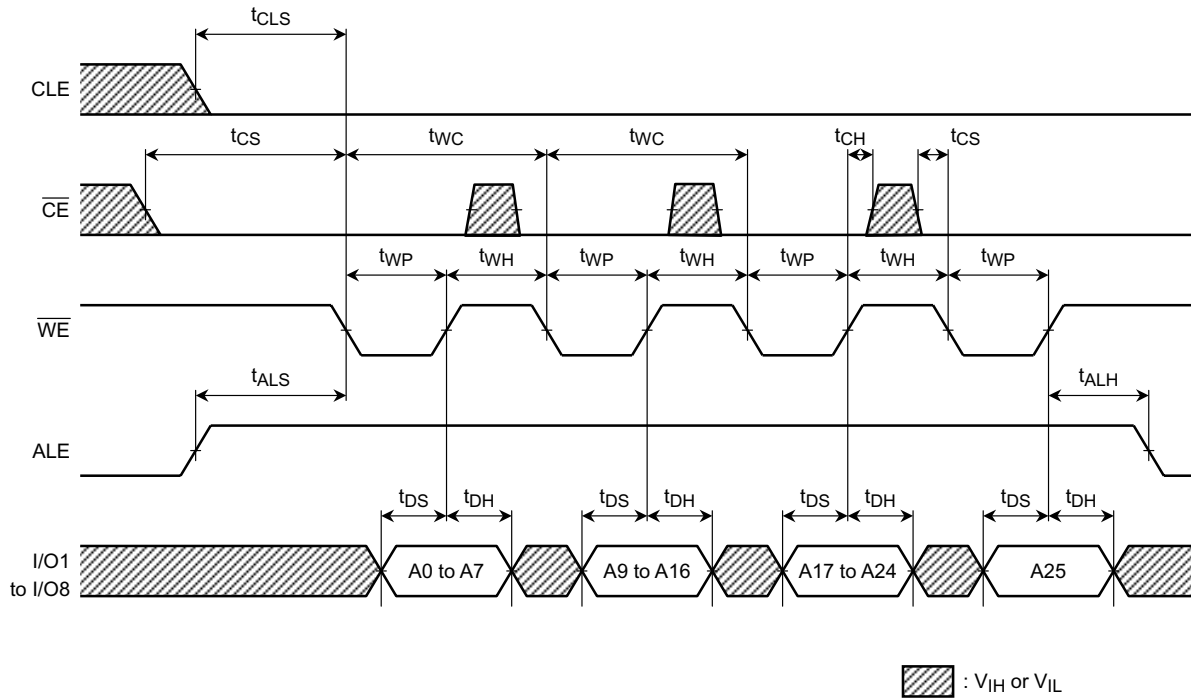 tCLS
CLE
tCS tWC tWC tCH tCS
CE
tWP tWH tWP tWH tWP tWH tWP
WE
tALS tALH
ALE
tDS tDH tDS tDH tDS tDH tDS tDH
I/O1
to I/O8
A0 to A7 A9 to A16 A17 to A24 A25
: VIH or VIL